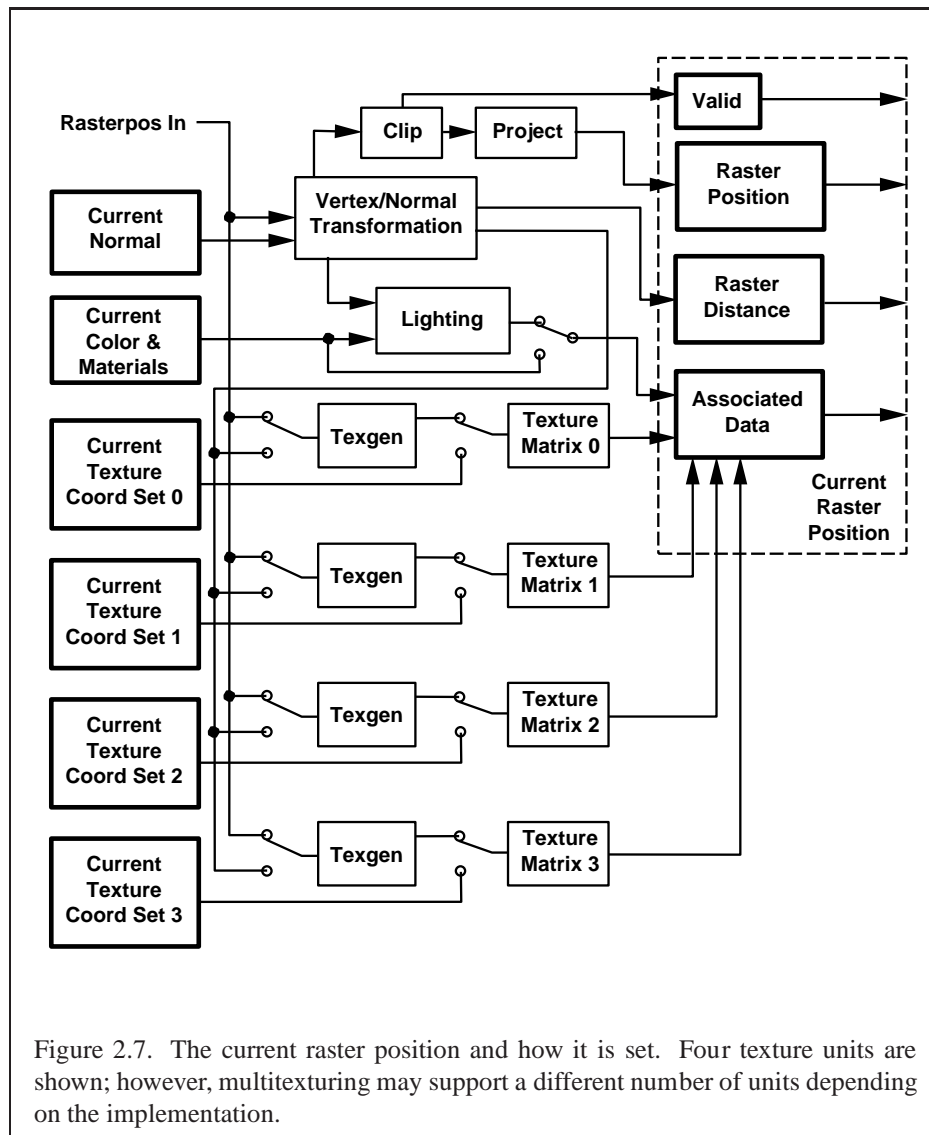 Rasterpos In
Clip
Project
Valid
Raster
Position
Current
Normal
Vertex/Normal
Transformation
Raster
Distance
Current
Color &
Materials
Lighting
Associated
Data
Current
Texture
Coord Set 0
Texgen
Texture
Matrix 0
Current
Raster
Position
Current
Texture
Coord Set 1
Texgen
Texture
Matrix 1
Current
Texture
Coord Set 2
Texgen
Texture
Matrix 2
Current
Texture
Coord Set 3
Texgen
Texture
Matrix 3
Figure 2.7. The current raster position and how it is set. Four texture units are
shown; however, multitexturing may support a different number of units depending
on the implementation.